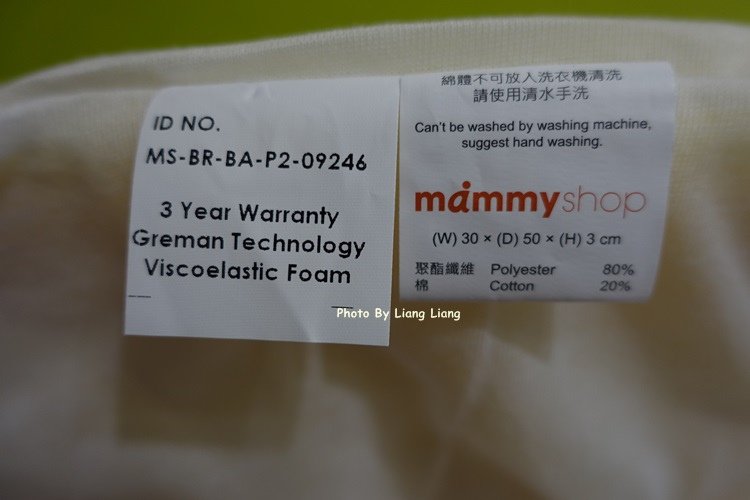 ID NO.
MS-BR-BA-P2-09246
3 Year Warranty
Greman Technology
Viscoelastic Foam
綿體不可放入洗衣機清洗
請使用清水手洗
Can't be washed by washing machine,
suggest hand washing.
mammyshop
(W) 30 × (D) 50 × (H) 3 cm
聚酯纖維 Polyester 80%
棉 Cotton 20%
Photo By Liang Liang